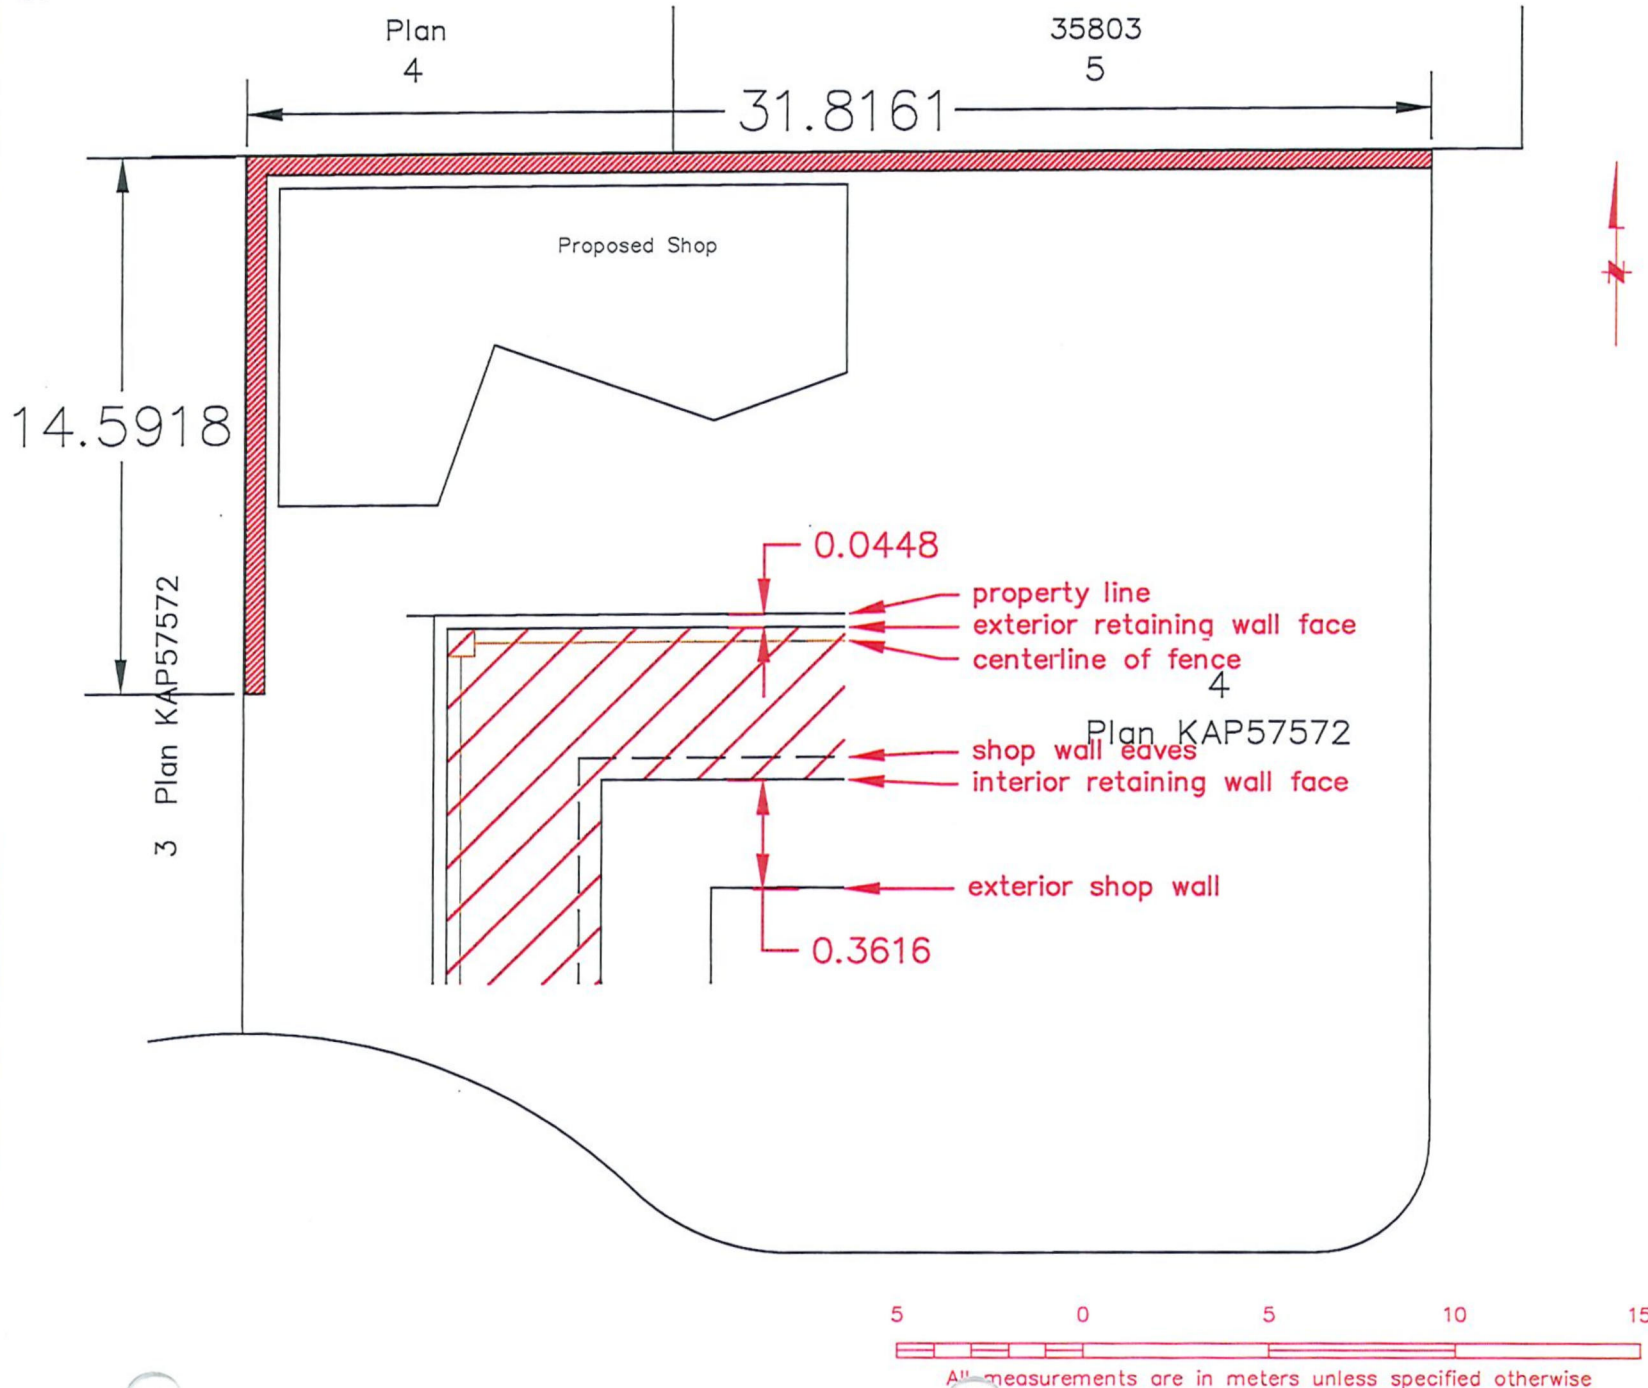 Plan
4
35803
5
31.8161
Proposed Shop
14.5918
3 Plan KAP57572
0.0448
property line
exterior retaining wall face
centerline of fence
4
Plan KAP57572
shop wall eaves
interior retaining wall face
exterior shop wall
0.3616
N
5 0 5 10 15
All measurements are in meters unless specified otherwise